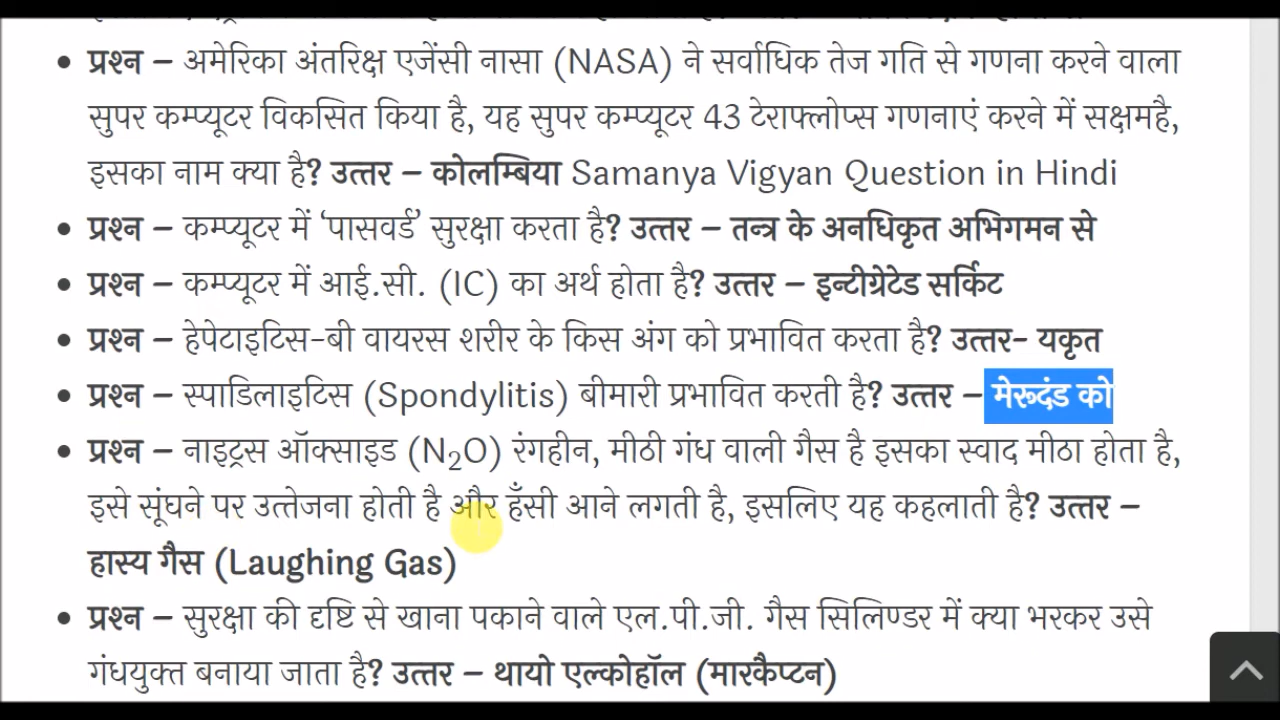 प्रश्न – अमेरिका अंतरिक्ष एजेंसी नासा (NASA) ने सर्वाधिक तेज गति से गणना करने वाला
सुपर कम्प्यूटर विकसित किया है, यह सुपर कम्प्यूटर 43 टेराफ्लोप्स गणनाएं करने में सक्षमहै,
इसका नाम क्या है? उत्तर – कोलम्बिया Samanya Vigyan Question in Hindi
प्रश्न – कम्प्यूटर में ‘पासवर्ड’ सुरक्षा करता है? उत्तर – तन्त्र के अनधिकृत अभिगमन से
प्रश्न – कम्प्यूटर में आई.सी. (IC) का अर्थ होता है? उत्तर – इन्टीग्रेटेड सर्किट
प्रश्न – हेपेटाइटिस-बी वायरस शरीर के किस अंग को प्रभावित करता है? उत्तर- यकृत
प्रश्न – स्पाडिलाइटिस (Spondylitis) बीमारी प्रभावित करती है? उत्तर – मेरूदंड को
प्रश्न – नाइट्रस ऑक्साइड (N₂O) रंगहीन, मीठी गंध वाली गैस है इसका स्वाद मीठा होता है,
इसे सूंघने पर उत्तेजना होती है और हँसी आने लगती है, इसलिए यह कहलाती है? उत्तर –
हास्य गैस (Laughing Gas)
प्रश्न – सुरक्षा की दृष्टि से खाना पकाने वाले एल.पी.जी. गैस सिलिण्डर में क्या भरकर उसे
गंधयुक्त बनाया जाता है? उत्तर – थायो एल्कोहॉल (मारकैप्टन)